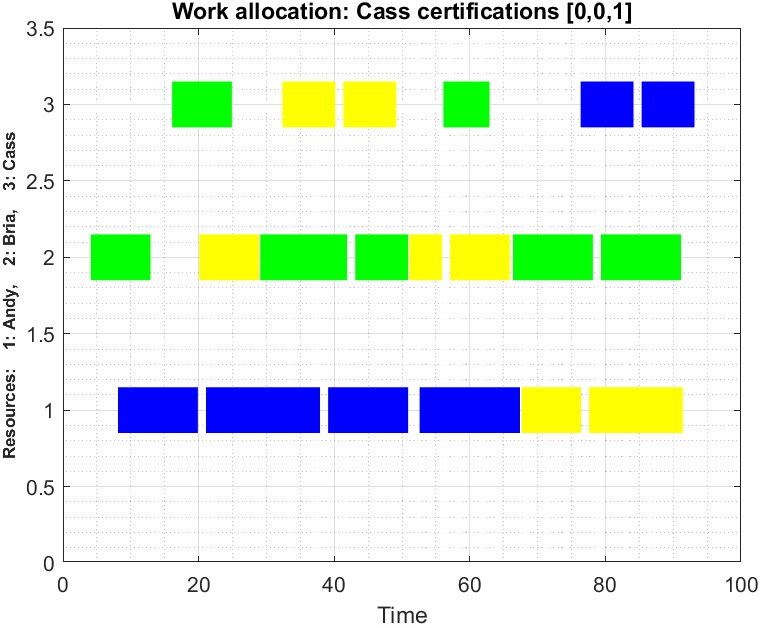 Work allocation: Cass certifications [0,0,1]
3.5
3
2.5
2
1.5
1
0.5
0
Resources: 1: Andy, 2: Bria, 3: Cass
0 20 40 60 80 100
Time